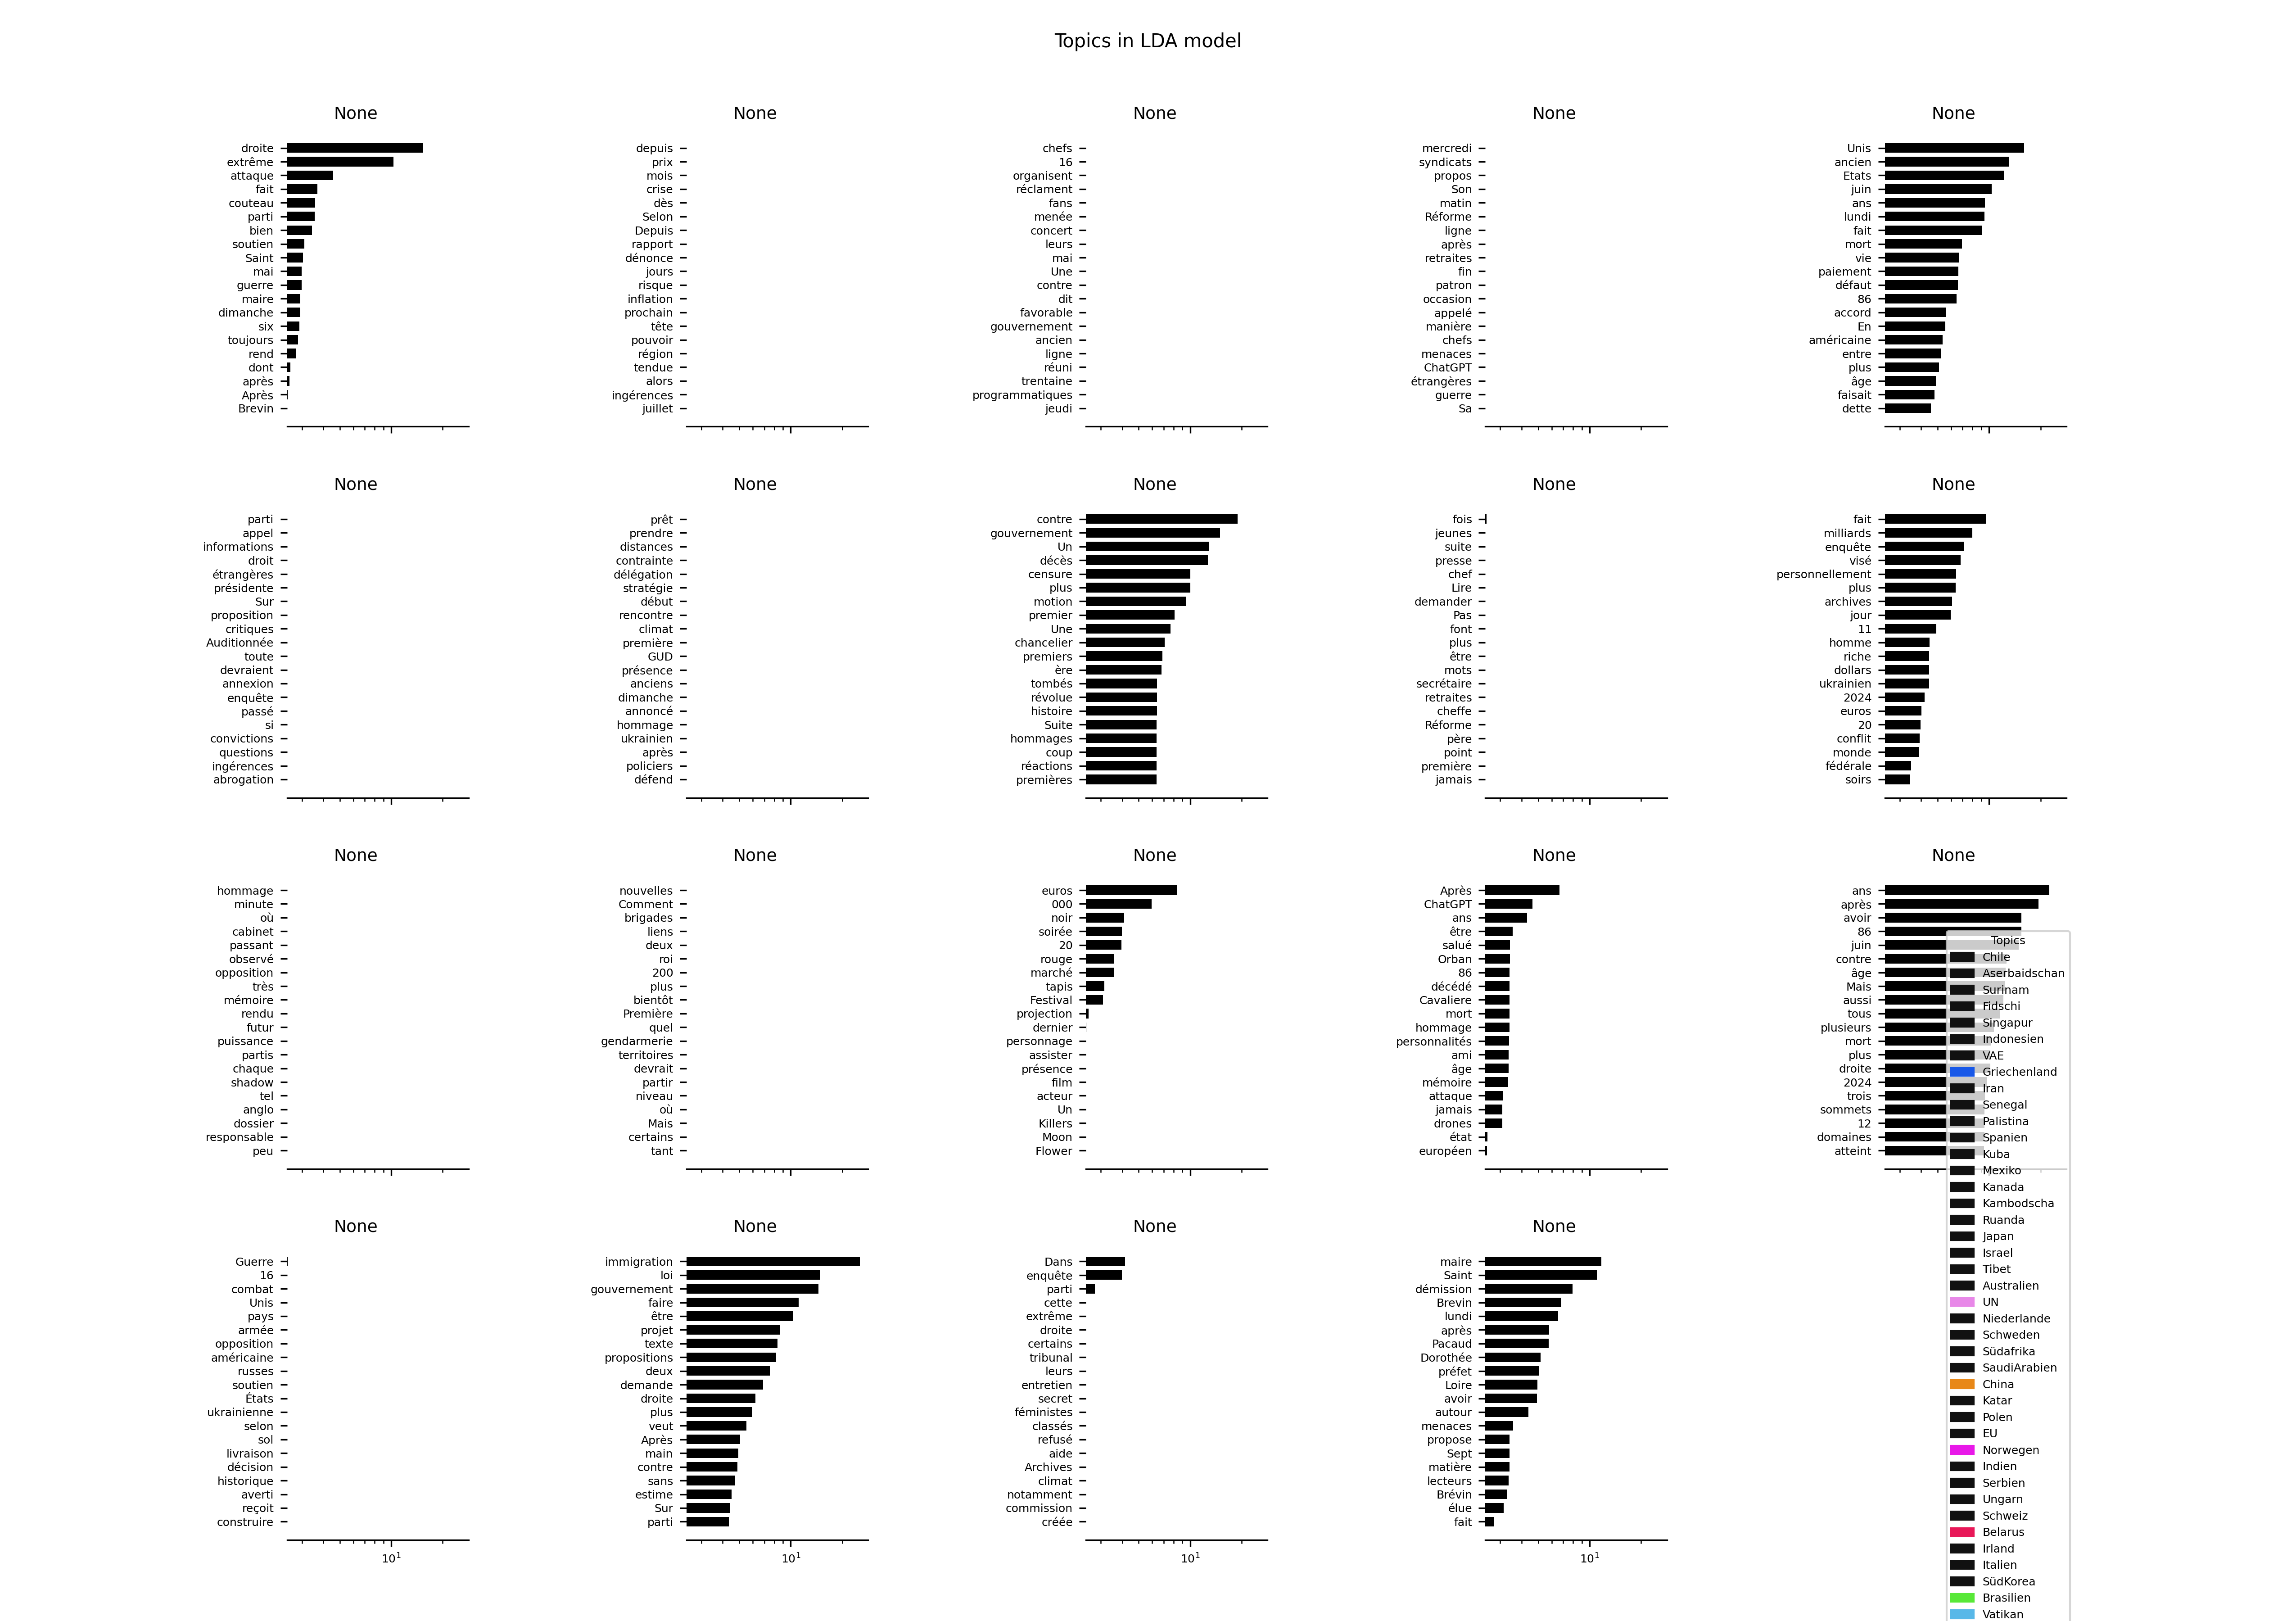 Topics in LDA model
None
droite
extrême
attaque
fait
couteau
parti
bien
soutien
Saint
mai
guerre
maire
dimanche
six
toujours
rend
dont
après
Après
Brevin
None
depuis
prix
mois
crise
dès
Selon
Depuis
rapport
dénonce
jours
risque
inflation
prochain
tête
pouvoir
région
tendue
alors
ingérences
juillet
None
chefs
16
organisent
réclament
fans
menée
concert
leurs
mai
Une
contre
dit
favorable
gouvernement
ancien
ligne
réuni
trentaine
programmatiques
jeudi
None
mercredi
syndicats
propos
Son
matin
Réforme
ligne
après
retraites
fin
patron
occasion
appelé
manière
chefs
menaces
ChatGPT
étrangères
guerre
Sa
None
Unis
ancien
Etats
juin
ans
lundi
fait
mort
vie
paiement
défaut
86
accord
En
américaine
entre
plus
âge
faisait
dette
None
parti
appel
informations
droit
étrangères
présidente
Sur
proposition
critiques
Auditionnée
toute
devraient
annexion
enquête
passé
si
convictions
questions
ingérences
abrogation
None
prêt
prendre
distances
contrainte
délégation
stratégie
début
rencontre
climat
première
GUD
présence
anciens
dimanche
annoncé
hommage
ukrainien
après
policiers
défend
None
contre
gouvernement
Un
décès
censure
plus
motion
premier
Une
chancelier
premiers
ère
tombés
révolue
histoire
Suite
hommages
coup
réactions
premières
None
fois
jeunes
suite
presse
chef
Lire
demander
Pas
font
plus
être
mots
secrétaire
retraites
cheffe
Réforme
père
point
première
jamais
None
fait
milliards
enquête
visé
personnellement
plus
archives
jour
11
homme
riche
dollars
ukrainien
2024
euros
20
conflit
monde
fédérale
soirs
None
hommage
minute
où
cabinet
passant
observé
opposition
très
mémoire
rendu
futur
puissance
partis
chaque
shadow
tel
anglo
dossier
responsable
peu
None
nouvelles
Comment
brigades
liens
deux
roi
200
plus
bientôt
Première
quel
gendarmerie
territoires
devrait
partir
niveau
où
Mais
certains
tant
None
euros
000
noir
soirée
20
rouge
marché
tapis
Festival
projection
dernier
personnage
assister
présence
film
acteur
Un
Killers
Moon
Flower
None
Après
ChatGPT
ans
être
salué
Orban
86
décédé
Cavaliere
mort
hommage
personnalités
ami
âge
mémoire
attaque
jamais
drones
état
européen
None
ans
après
avoir
86
juin
contre
âge
Mais
aussi
tous
plusieurs
mort
plus
droite
2024
trois
sommets
12
domaines
atteint
None
Guerre
16
combat
Unis
pays
armée
opposition
américaine
russes
soutien
États
ukrainienne
selon
sol
livraison
décision
historique
averti
reçoit
construire
10¹
None
immigration
loi
gouvernement
faire
être
projet
texte
propositions
deux
demande
droite
plus
veut
Après
main
contre
sans
estime
Sur
parti
10¹
None
Dans
enquête
parti
cette
extrême
droite
certains
tribunal
leurs
entretien
secret
féministes
classés
refusé
aide
Archives
climat
notamment
commission
créée
10¹
None
maire
Saint
démission
Brevin
lundi
après
Pacaud
Dorothée
préfet
Loire
avoir
autour
menaces
propose
Sept
matière
lecteurs
Brévin
élue
fait
10¹
Topics
Chile
Aserbaidschan
Surinam
Fidschi
Singapur
Indonesien
VAE
Griechenland
Iran
Senegal
Palistina
Spanien
Kuba
Mexiko
Kanada
Kambodscha
Ruanda
Japan
Israel
Tibet
Australien
UN
Niederlande
Schweden
Südafrika
SaudiArabien
China
Katar
Polen
EU
Norwegen
Indien
Serbien
Ungarn
Schweiz
Belarus
Irland
Italien
SüdKorea
Brasilien
Vatikan